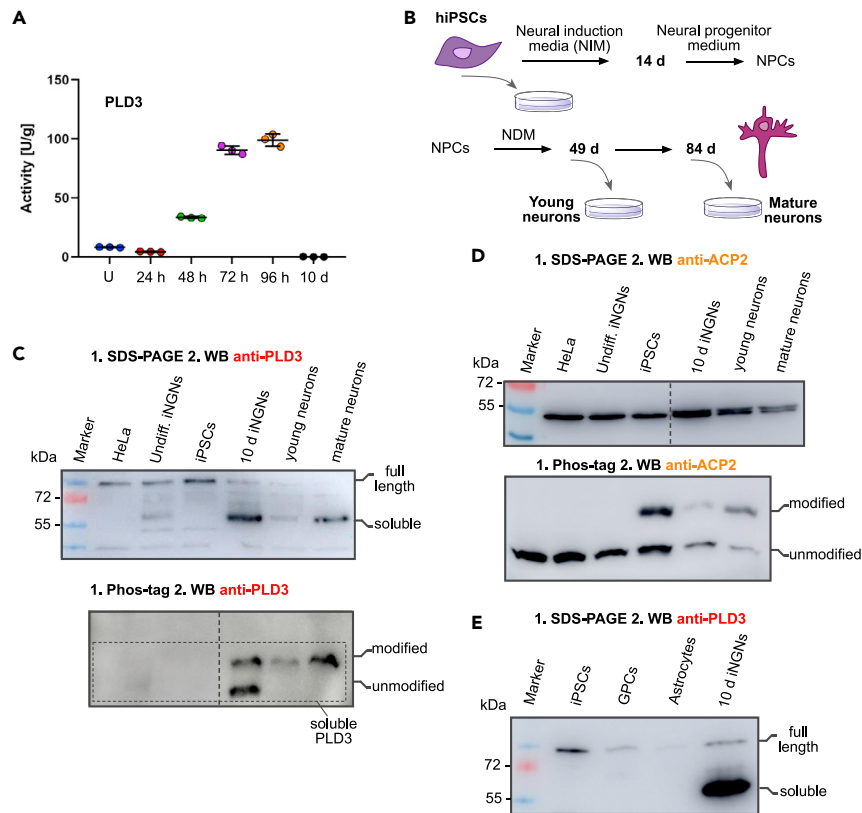 A
PLD3
Activity [U/g]
150
100
50
0
U 24 h 48 h 72 h 96 h 10 d
B
hiPSCs
Neural induction
media (NIM)
14 d
Neural progenitor
medium
NPCs
NPCs
NDM
49 d
84 d
Young
neurons
Mature
neurons
C
1. SDS-PAGE 2. WB anti-PLD3
kDa
Marker
HeLa
Undiff. iNGNs
iPSCs
10 d iNGNs
young neurons
mature neurons
72
55
full
length
soluble
1. Phos-tag 2. WB anti-PLD3
modified
unmodified
soluble
PLD3
D
1. SDS-PAGE 2. WB anti-ACP2
kDa
Marker
HeLa
Undiff. iNGNs
iPSCs
10 d iNGNs
young neurons
mature neurons
72
55
1. Phos-tag 2. WB anti-ACP2
modified
unmodified
E
1. SDS-PAGE 2. WB anti-PLD3
kDa
Marker
iPSCs
GPCs
Astrocytes
10 d iNGNs
72
55
full
length
soluble